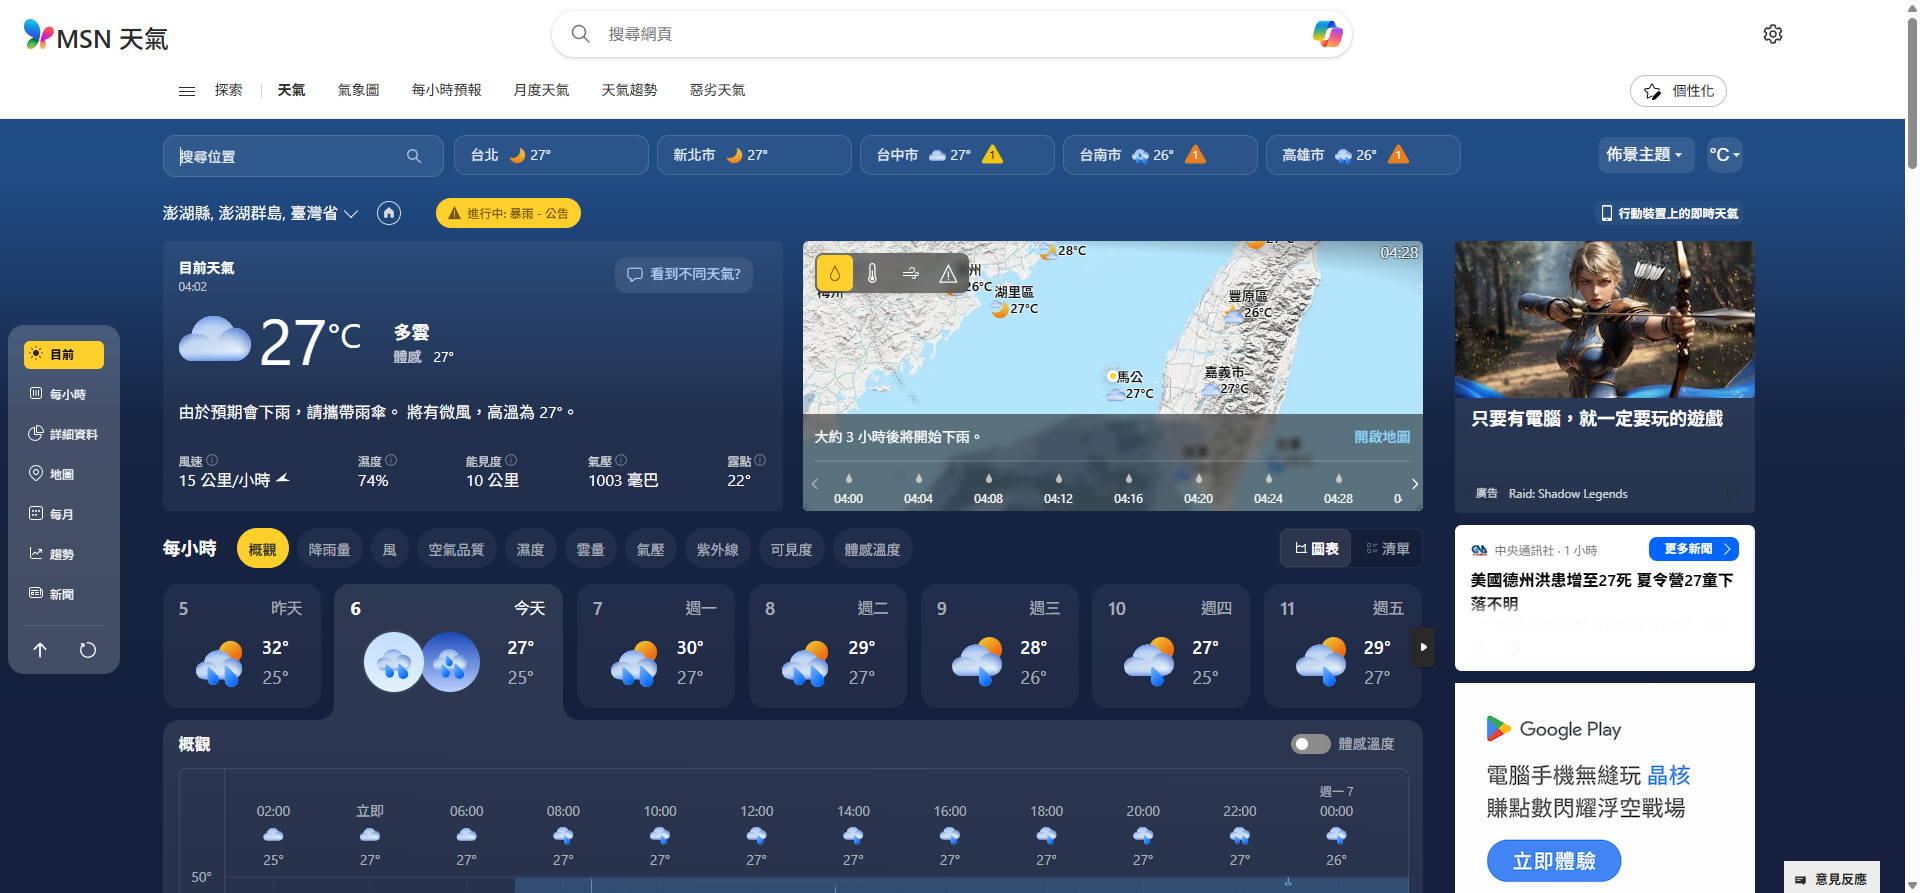 MSN 天氣
搜尋網頁
探索
天氣
氣象圖
每小時預報
月度天氣
天氣趨勢
惡劣天氣
個性化
搜尋位置
台北 27°
新北市 27°
台中市 27° 1
台南市 26° 1
高雄市 26° 1
佈景主題
°C
澎湖縣, 澎湖群島, 臺灣省
進行中: 暴雨 - 公告
行動裝置上的即時天氣
目前天氣
04:02
看到不同天氣?
27°C
多雲
體感 27°
由於預期會下雨，請攜帶雨傘。 將有微風，高溫為 27°。
風速
15 公里/小時
濕度
74%
能見度
10 公里
氣壓
1003 毫巴
露點
22°
04:28
28°C
26°C
湖里區
27°C
豐原區
26°C
馬公
27°C
嘉義市
27°C
大約 3 小時後將開始下雨。
開啟地圖
04:00
04:04
04:08
04:12
04:16
04:20
04:24
04:28
目前
每小時
詳細資料
地圖
每月
趨勢
新聞
只要有電腦，就一定要玩的遊戲
廣告 Raid: Shadow Legends
中央通訊社 · 1 小時
更多新聞
美國德州洪患增至27死 夏令營27童下
落不明
每小時
概觀
降雨量
風
空氣品質
濕度
雲量
氣壓
紫外線
可見度
體感溫度
圖表
清單
5 昨天
32°
25°
6 今天
27°
25°
7 週一
30°
27°
8 週二
29°
27°
9 週三
28°
26°
10 週四
27°
25°
11 週五
29°
27°
概觀
體感溫度
週一 7
02:00
立即
06:00
08:00
10:00
12:00
14:00
16:00
18:00
20:00
22:00
00:00
25°
27°
27°
27°
27°
27°
27°
27°
27°
27°
27°
26°
50°
Google Play
電腦手機無縫玩 晶核
賺點數閃耀浮空戰場
立即體驗
意見反應